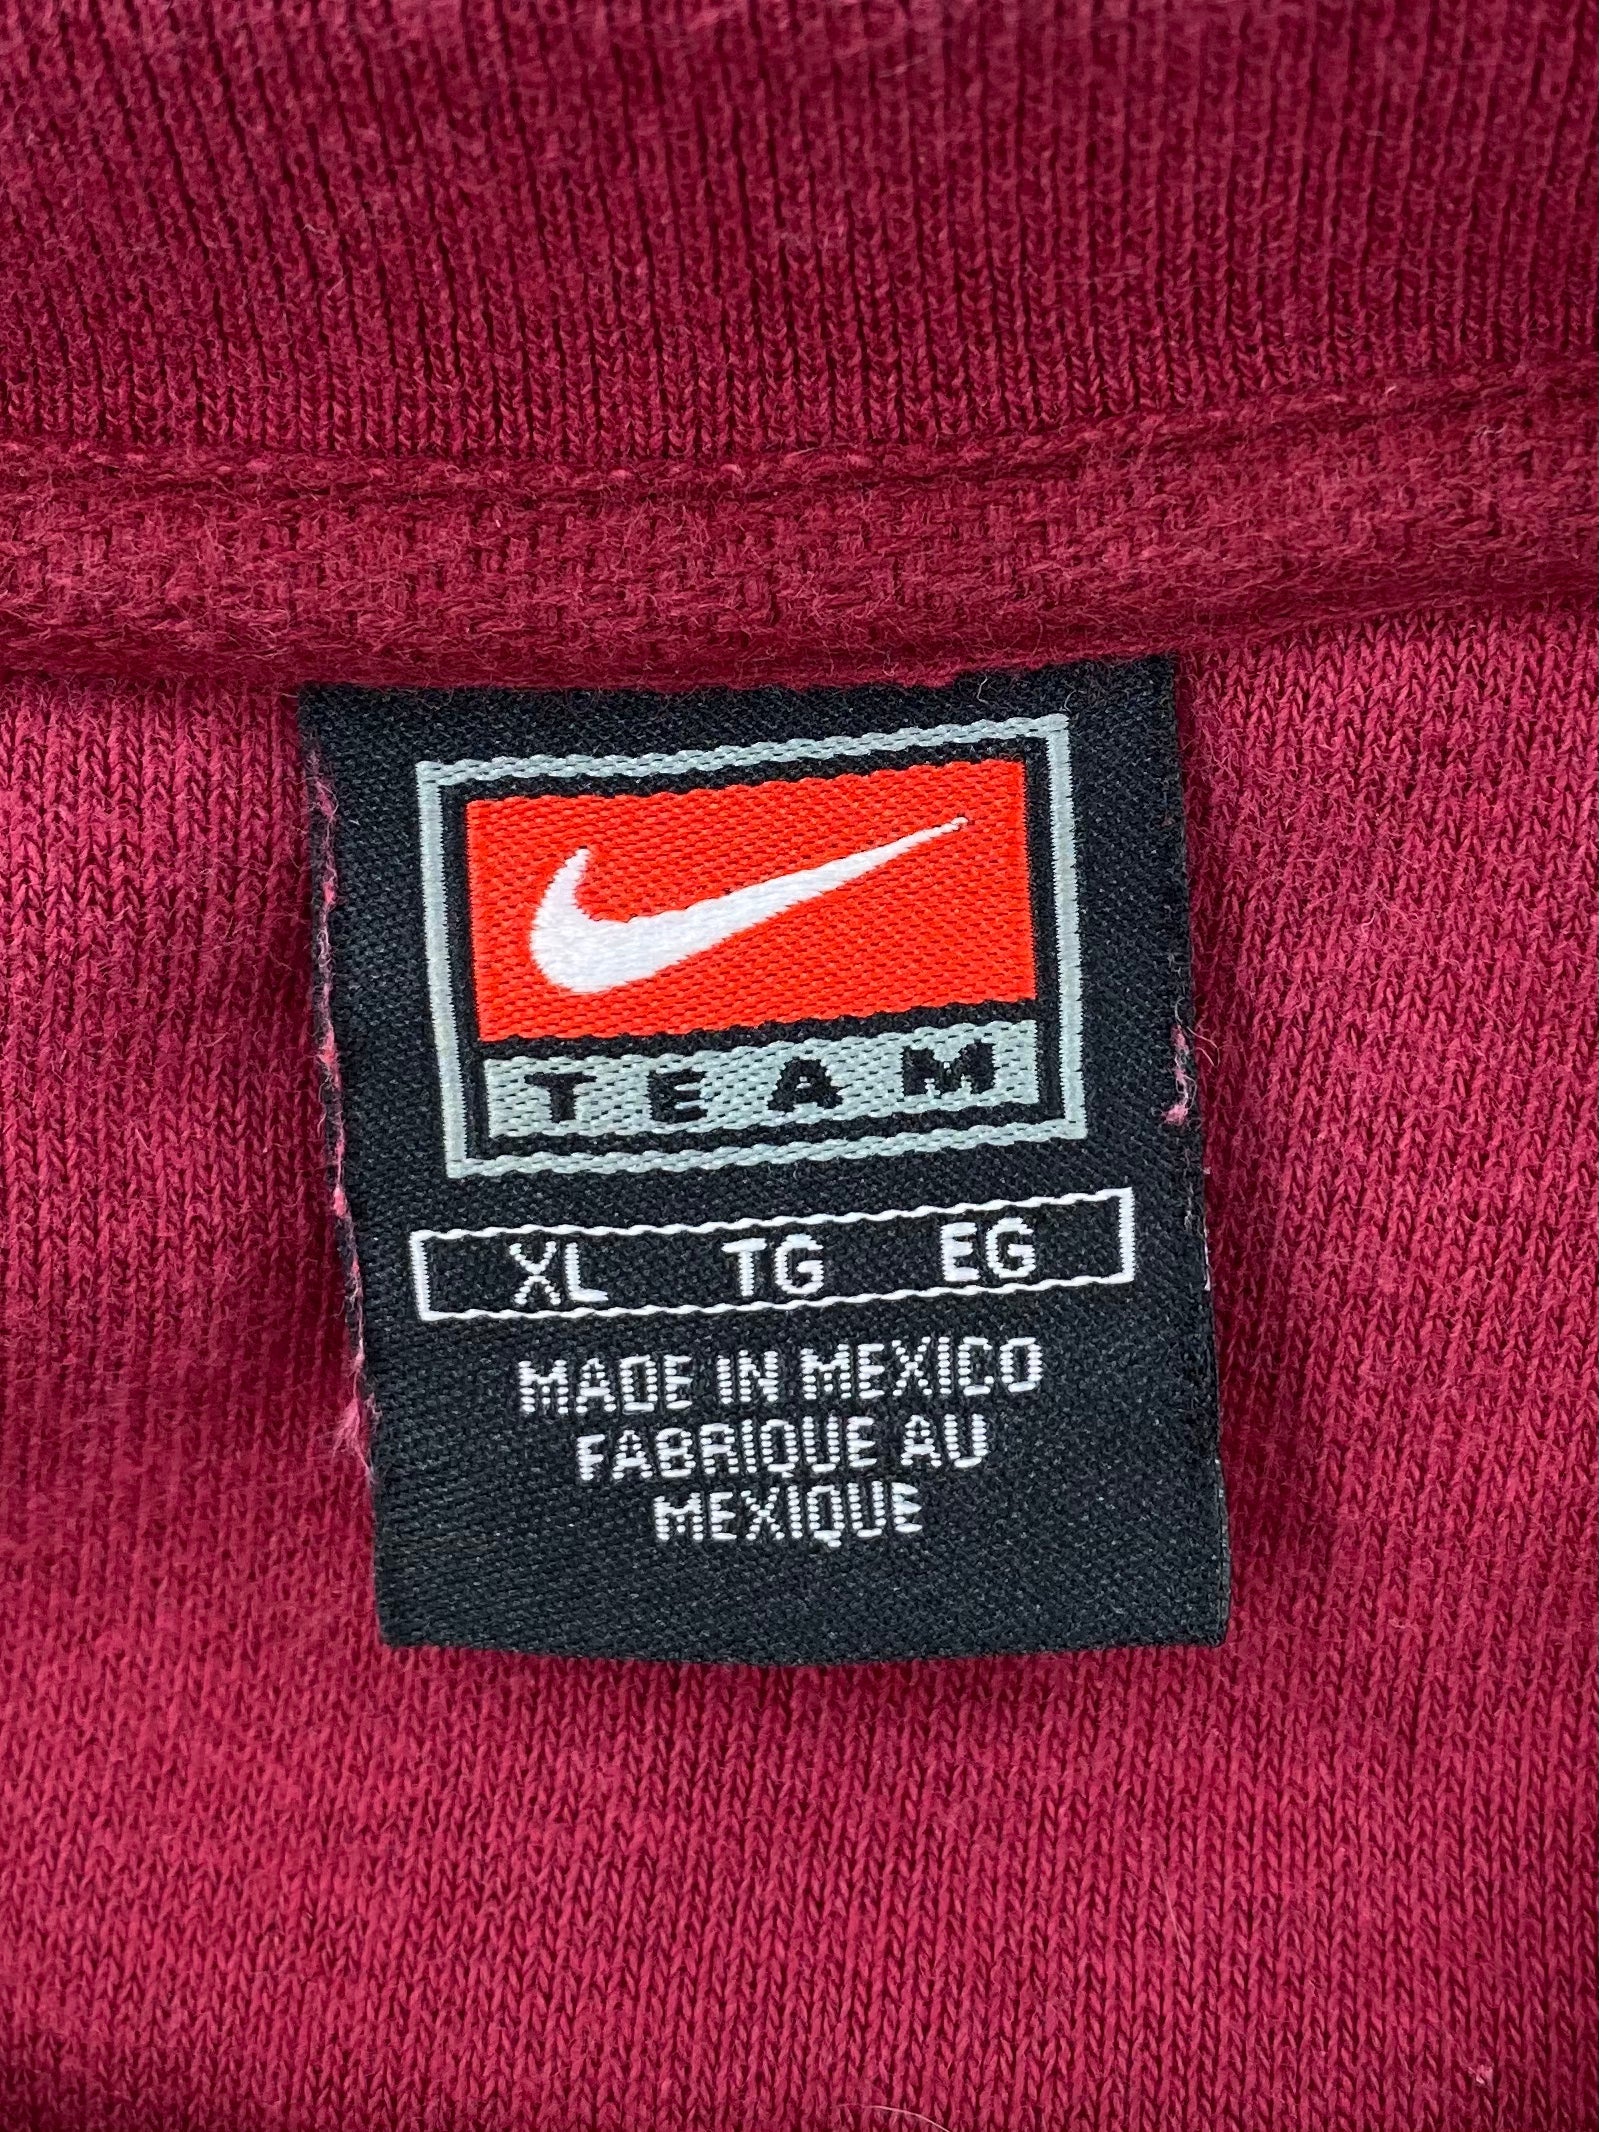 TEAM
XL TG EG
MADE IN MEXICO
FABRIQUE AU
MEXIQUE